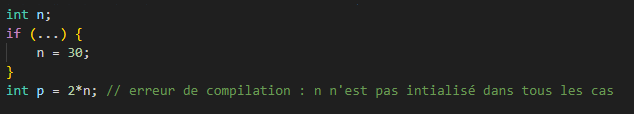 int n;
if (...) {
n = 30;
}
int p = 2*n; // erreur de compilation : n n'est pas intialisé dans tous les cas